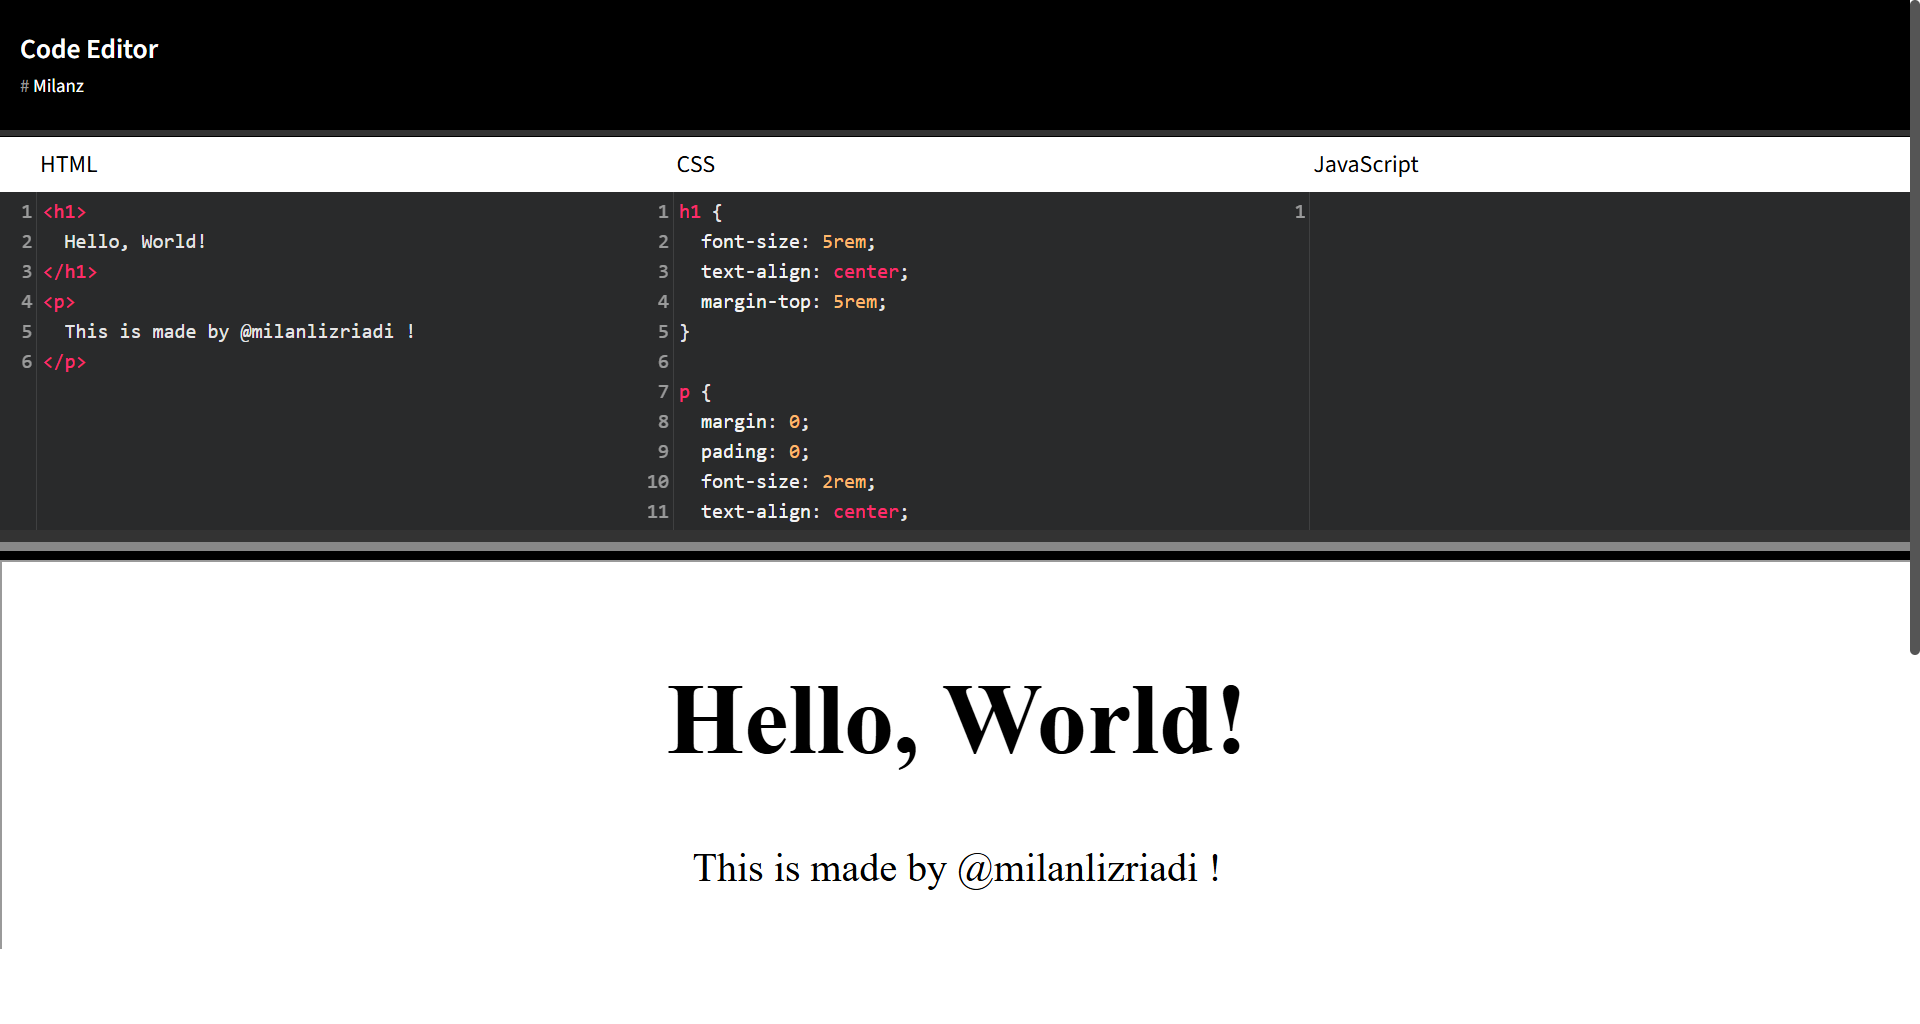 Code Editor
# Milanz
HTML
1 <h1>
2   Hello, World!
3 </h1>
4 <p>
5   This is made by @milanlizriadi !
6 </p>
CSS
1 h1 {
2   font-size: 5rem;
3   text-align: center;
4   margin-top: 5rem;
5 }
6
7 p {
8   margin: 0;
9   pading: 0;
10   font-size: 2rem;
11   text-align: center;
JavaScript
1
Hello, World!
This is made by @milanlizriadi !